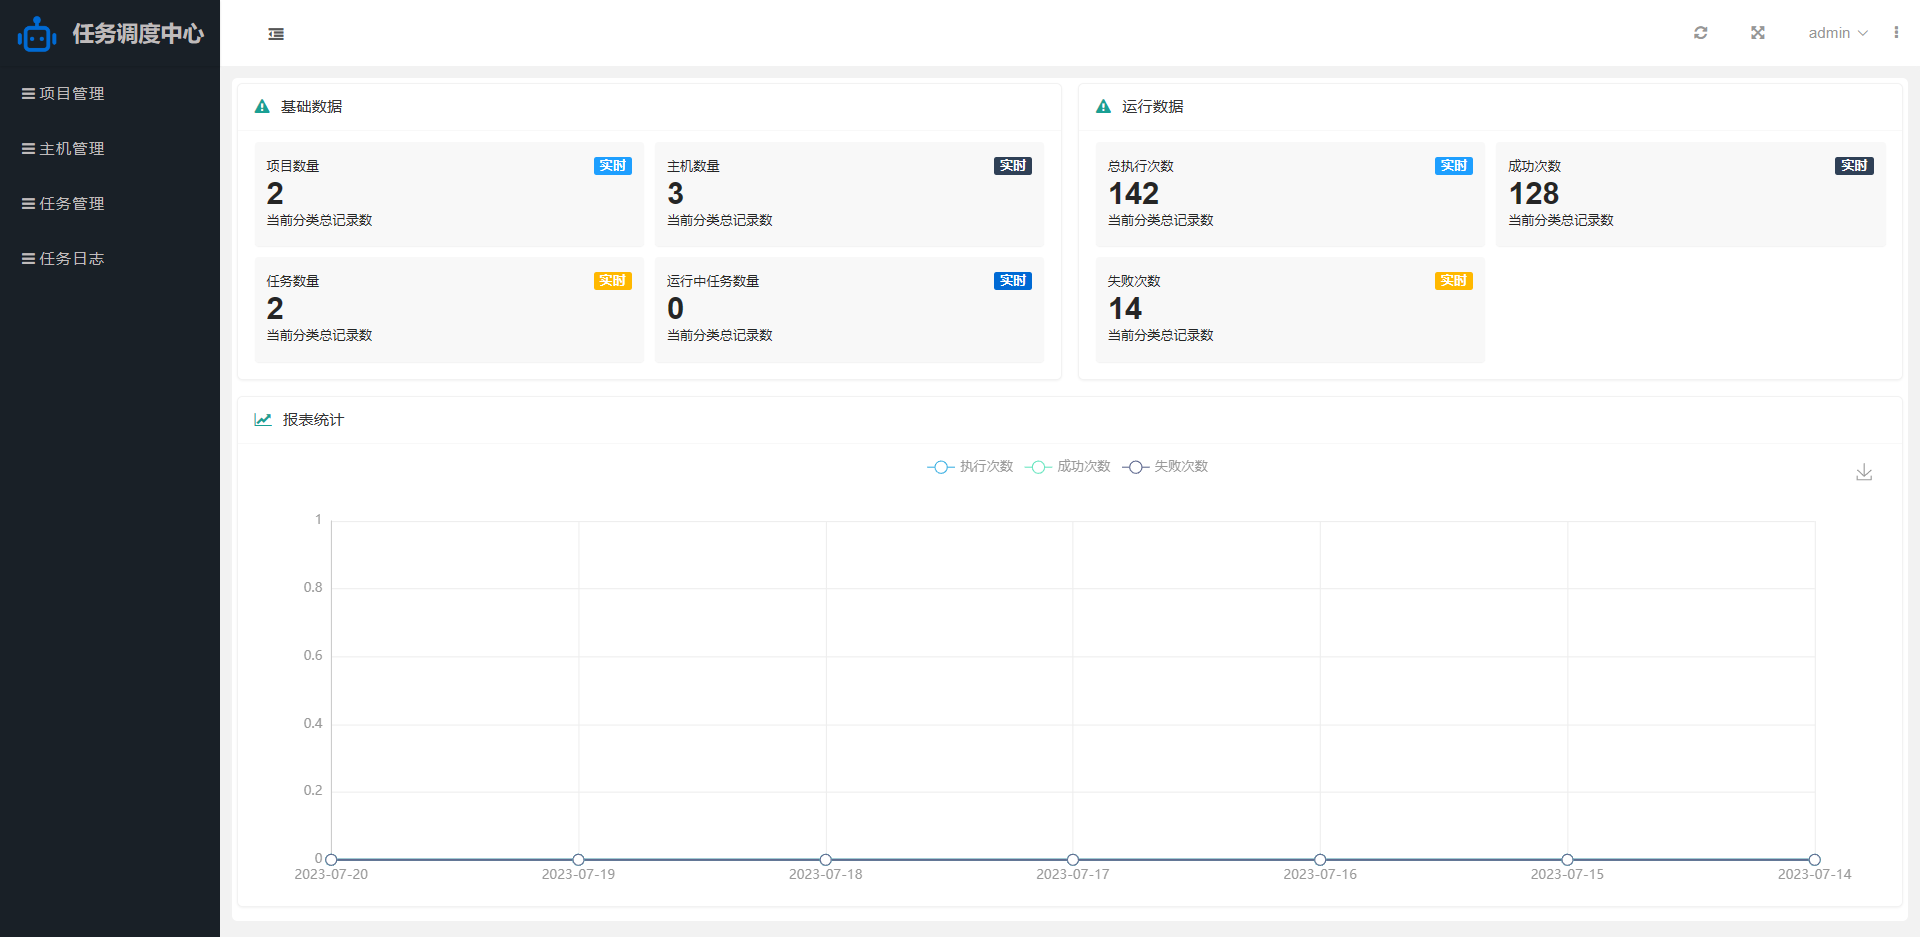 任务调度中心
项目管理
主机管理
任务管理
任务日志
admin
基础数据
项目数量 实时
2
当前分类总记录数
主机数量 实时
3
当前分类总记录数
任务数量 实时
2
当前分类总记录数
运行中任务数量 实时
0
当前分类总记录数
运行数据
总执行次数 实时
142
当前分类总记录数
成功次数 实时
128
当前分类总记录数
失败次数 实时
14
当前分类总记录数
报表统计
执行次数 成功次数 失败次数
1
0.8
0.6
0.4
0.2
0
2023-07-20 2023-07-19 2023-07-18 2023-07-17 2023-07-16 2023-07-15 2023-07-14